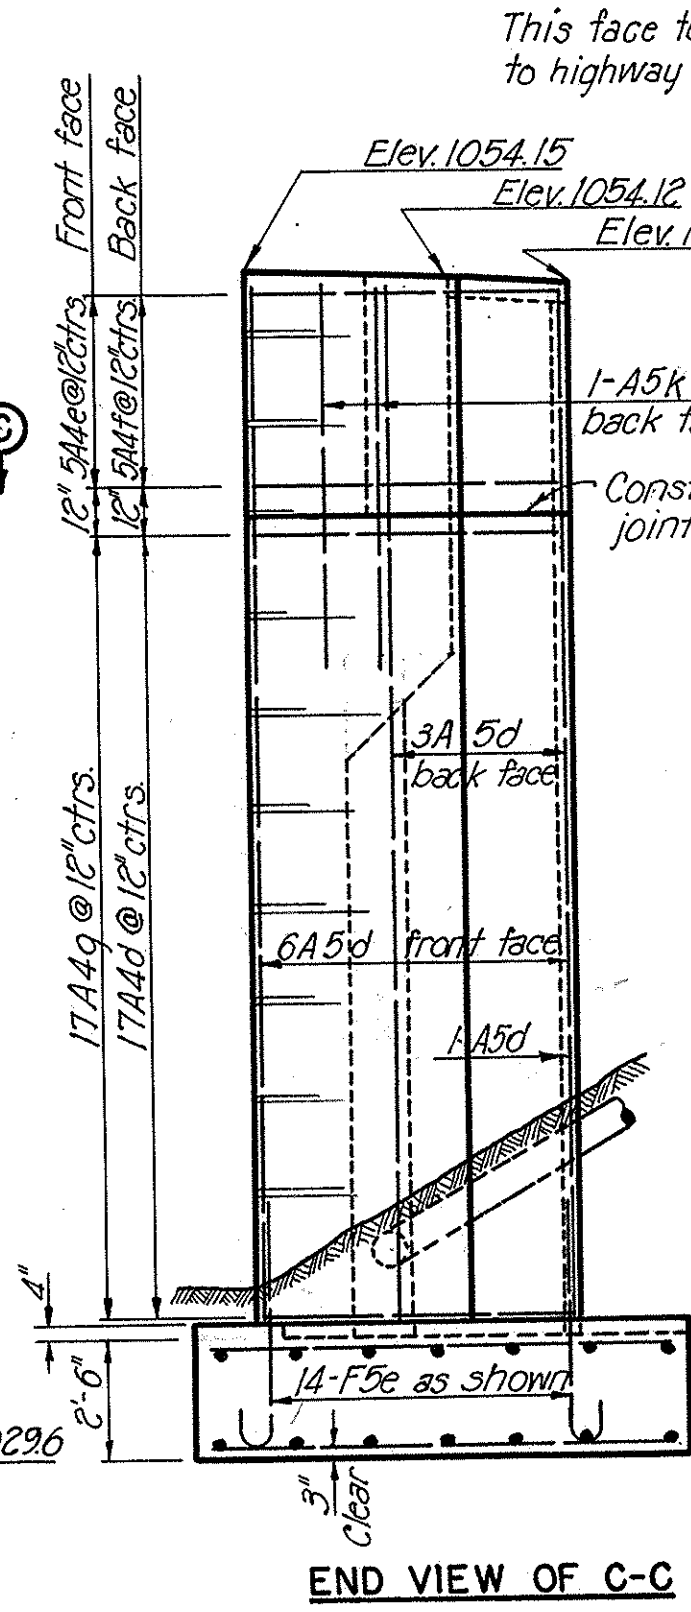 This face to
to highway
Front face
Back face
Elev. 1054.15
Elev. 1054.12
Elev. 1
5A4e@12"ctrs.
5A4f@12"ctrs.
C
12"
12"
1-A5k
back f
Const
joint
17A4g @ 12" ctrs.
17A4d @ 12" ctrs.
3A 5d
back face
6A5d front face
1-A5d
4"
2'-6"
14-F5e as shown
296
3"
Clear
END VIEW OF C-C